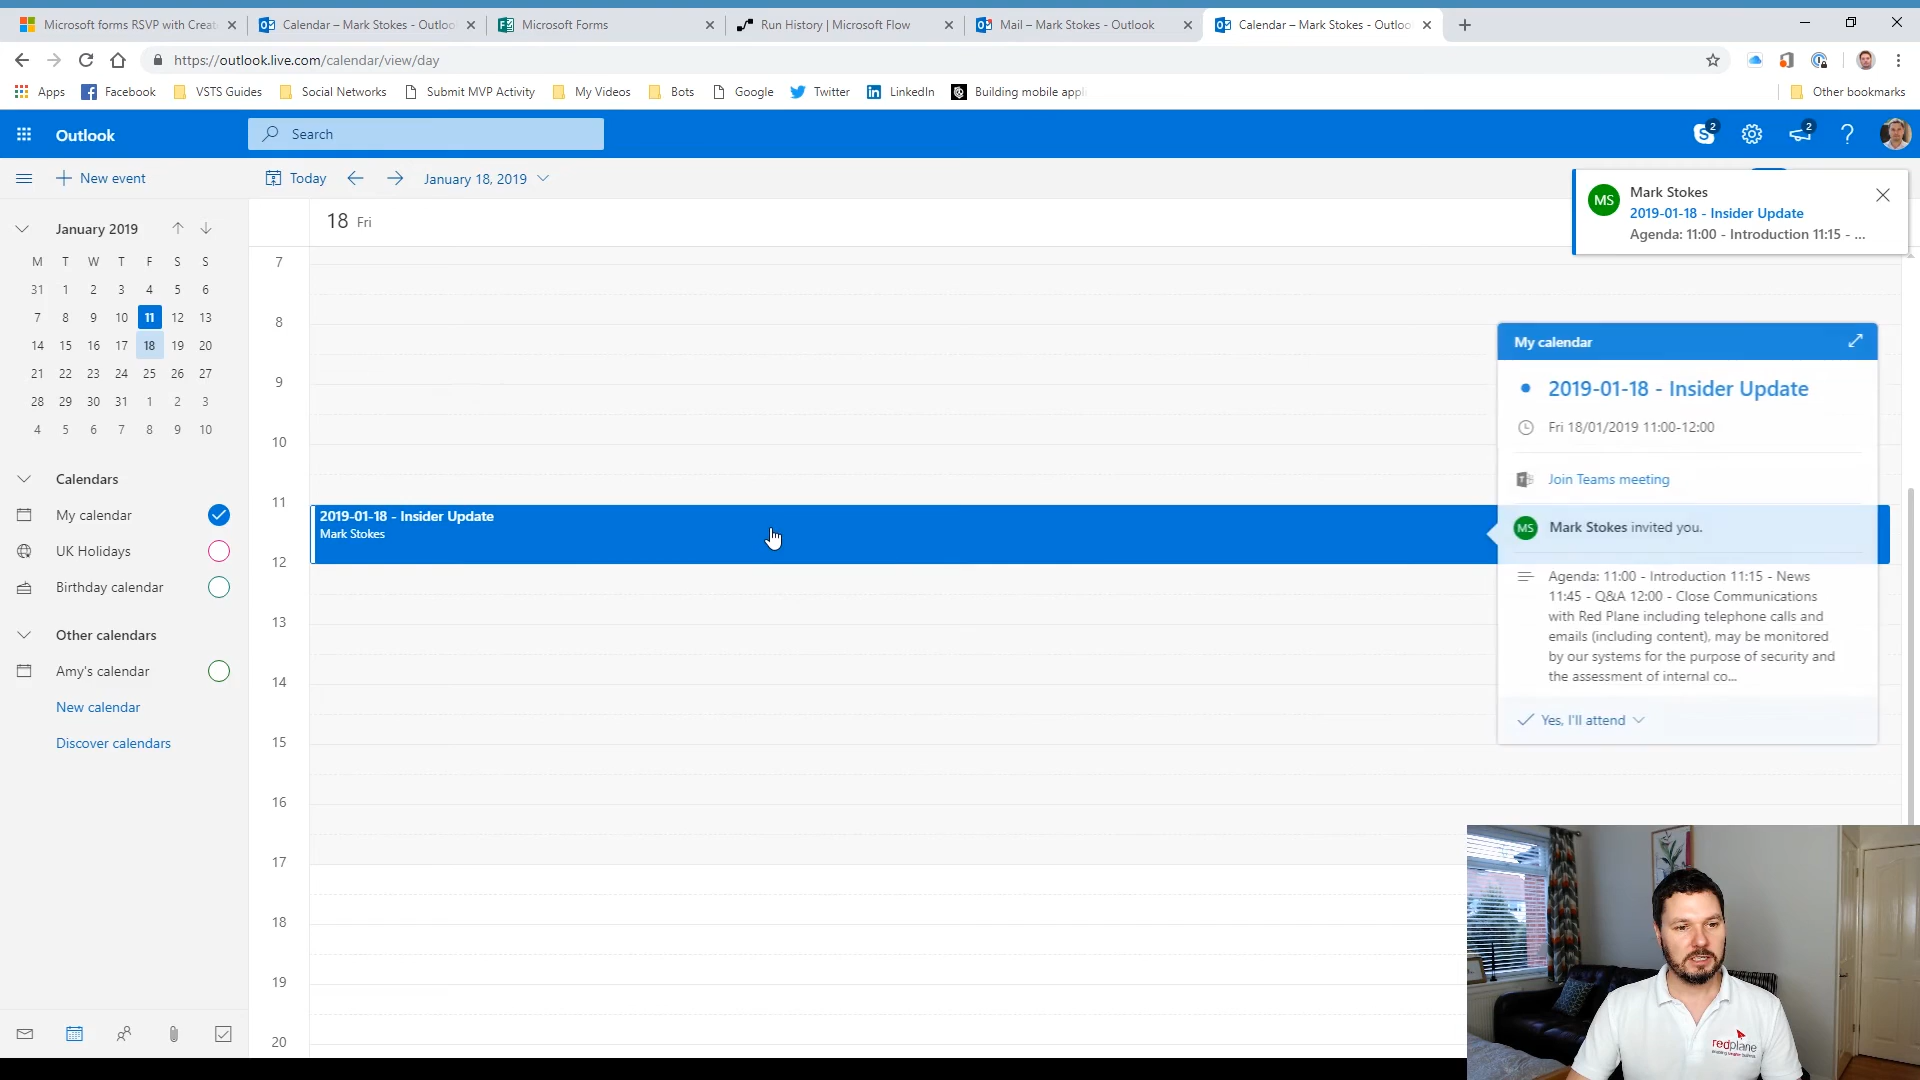 Microsoft forms RSVP with Creat
Calendar – Mark Stokes - Outloo
Microsoft Forms
Run History | Microsoft Flow
Mail – Mark Stokes - Outlook
Calendar – Mark Stokes - Outloo
https://outlook.live.com/calendar/view/day
Apps
Facebook
VSTS Guides
Social Networks
Submit MVP Activity
My Videos
Bots
Google
Twitter
LinkedIn
Building mobile appl
Other bookmarks
Outlook
Search
2
2
New event
Today
January 18, 2019
MS
Mark Stokes
2019-01-18 - Insider Update
Agenda: 11:00 - Introduction 11:15 - ...
January 2019
M T W T F S S
31 1 2 3 4 5 6
7 8 9 10 11 12 13
14 15 16 17 18 19 20
21 22 23 24 25 26 27
28 29 30 31 1 2 3
4 5 6 7 8 9 10
Calendars
My calendar
UK Holidays
Birthday calendar
Other calendars
Amy's calendar
New calendar
Discover calendars
18 Fri
7
8
9
10
11
2019-01-18 - Insider Update
Mark Stokes
12
13
14
15
16
17
18
19
20
My calendar
2019-01-18 - Insider Update
Fri 18/01/2019 11:00-12:00
Join Teams meeting
MS
Mark Stokes invited you.
Agenda: 11:00 - Introduction 11:15 - News
11:45 - Q&A 12:00 - Close Communications
with Red Plane including telephone calls and
emails (including content), may be monitored
by our systems for the purpose of security and
the assessment of internal co...
Yes, I'll attend
redplane